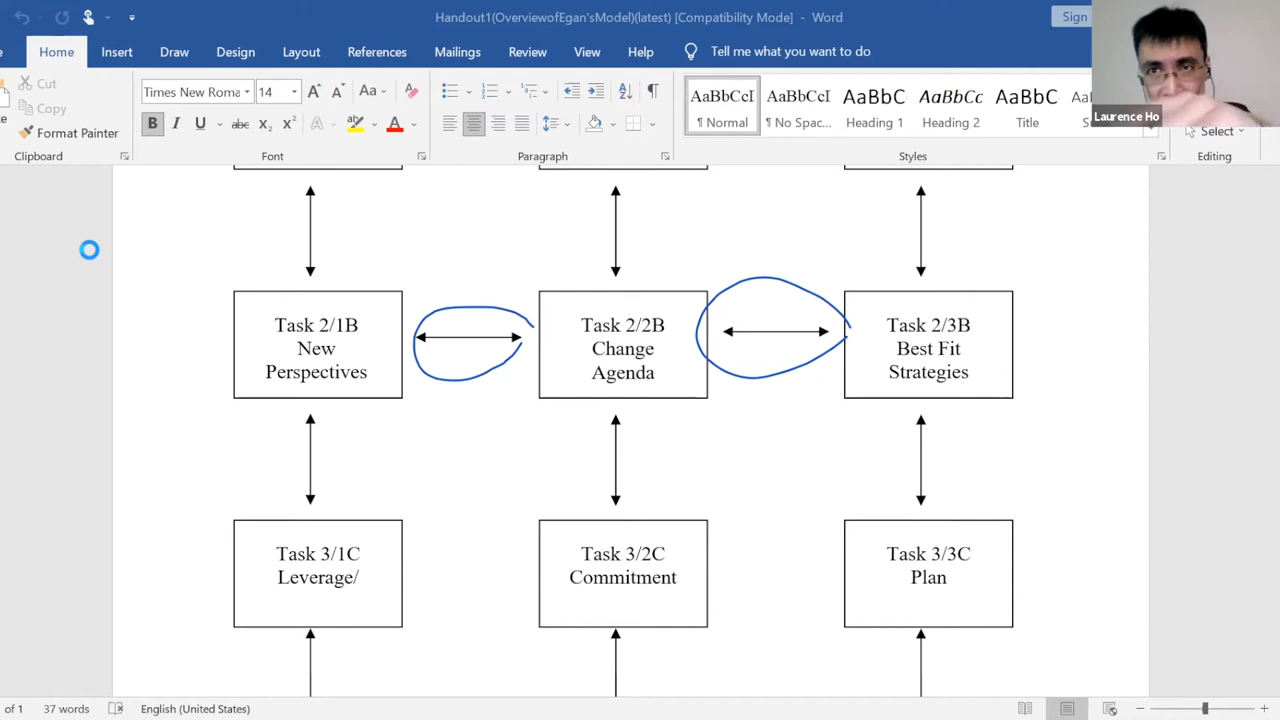 Handout1(OverviewofEgan'sModel)(latest) [Compatibility Mode] - Word
Sign
Home Insert Draw Design Layout References Mailings Review View Help Tell me what you want to do
Cut
Copy
Format Painter
Clipboard
Times New Roma 14
Font
Paragraph
AaBbCcI AaBbCcI AaBbCc AaBbCc AaBbC
¶ Normal ¶ No Spac... Heading 1 Heading 2 Title
Styles
Laurence Ho
Select
Editing
Task 2/1B
New
Perspectives
Task 2/2B
Change
Agenda
Task 2/3B
Best Fit
Strategies
Task 3/1C
Leverage/
Task 3/2C
Commitment
Task 3/3C
Plan
of 1 37 words English (United States)